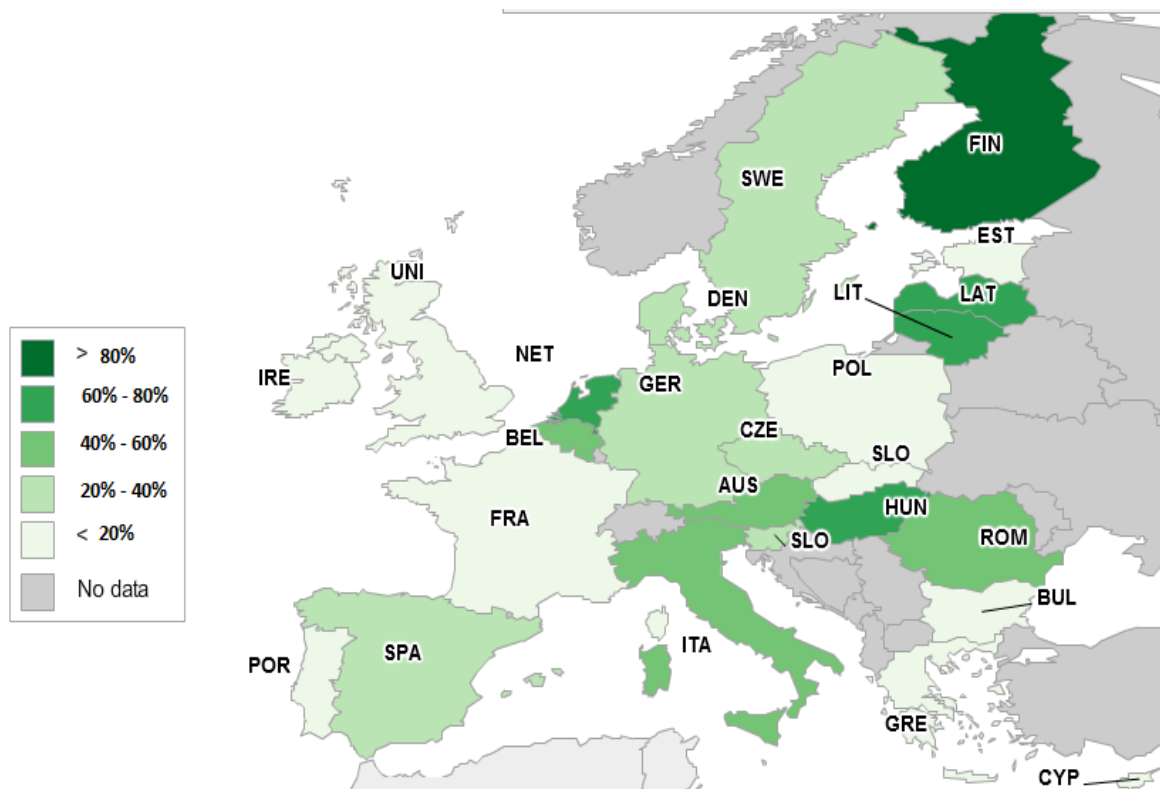 FIN
SWE
EST
UNI
LIT
LAT
DEN
NET
IRE
GER
POL
> 80%
60% - 80%
40% - 60%
20% - 40%
< 20%
No data
BEL
CZE
SLO
AUS
HUN
FRA
SLO
ROM
BUL
ITA
SPA
POR
GRE
CYP